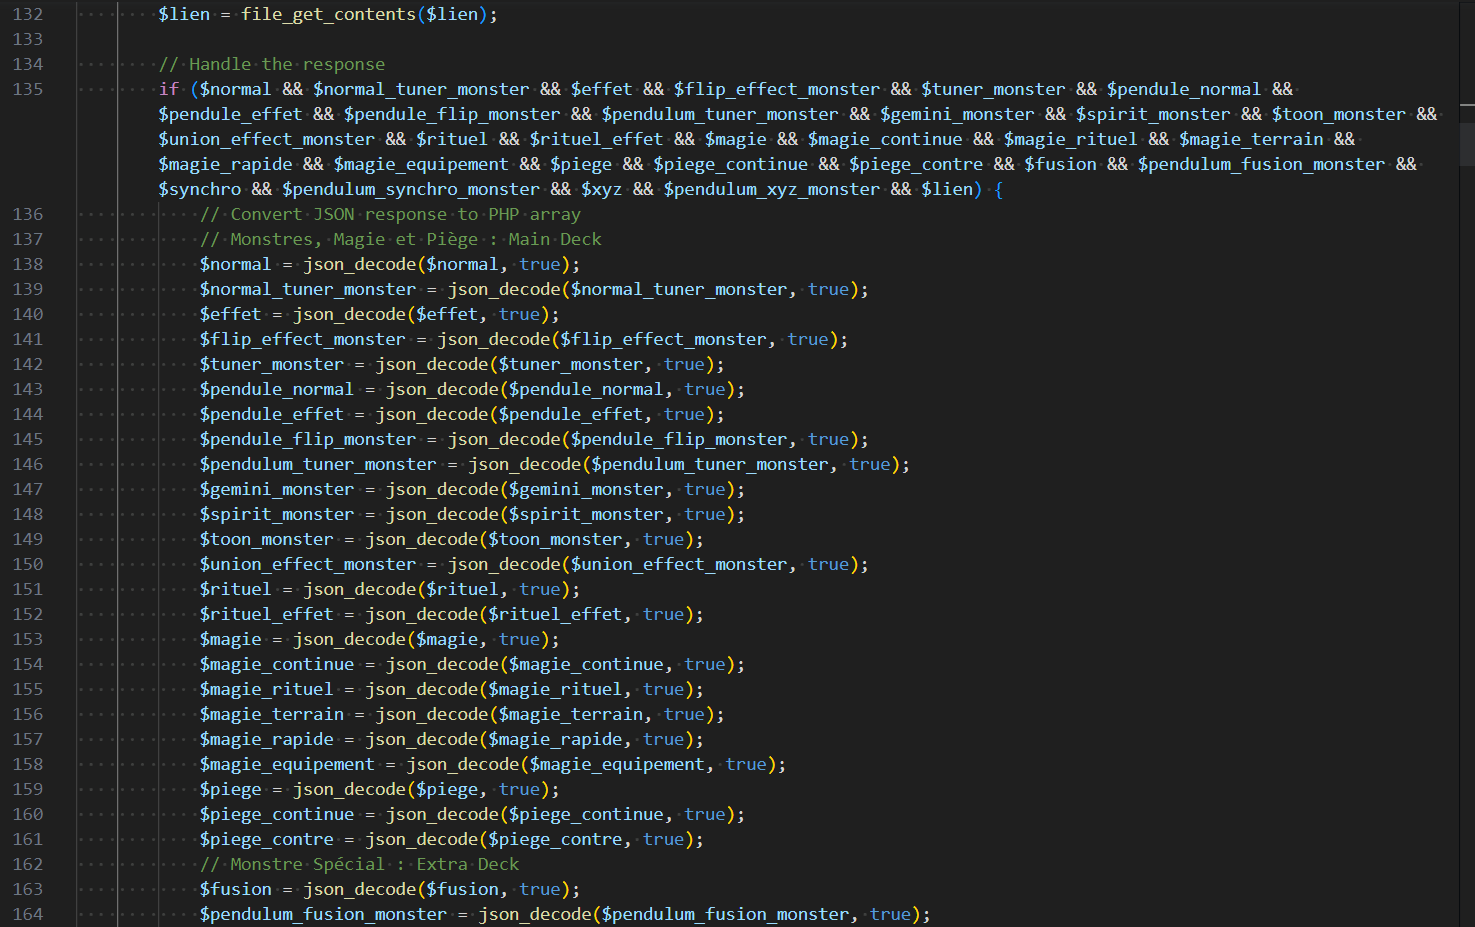 132 $lien = file_get_contents($lien);
133
134 // Handle the response
135 if ($normal && $normal_tuner_monster && $effet && $flip_effect_monster && $tuner_monster && $pendule_normal &&
$pendule_effet && $pendule_flip_monster && $pendulum_tuner_monster && $gemini_monster && $spirit_monster && $toon_monster &&
$union_effect_monster && $rituel && $rituel_effet && $magie && $magie_continue && $magie_rituel && $magie_terrain &&
$magie_rapide && $magie_equipement && $piege && $piege_continue && $piege_contre && $fusion && $pendulum_fusion_monster &&
$synchro && $pendulum_synchro_monster && $xyz && $pendulum_xyz_monster && $lien) {
136 // Convert JSON response to PHP array
137 // Monstres, Magie et Piège : Main Deck
138 $normal = json_decode($normal, true);
139 $normal_tuner_monster = json_decode($normal_tuner_monster, true);
140 $effet = json_decode($effet, true);
141 $flip_effect_monster = json_decode($flip_effect_monster, true);
142 $tuner_monster = json_decode($tuner_monster, true);
143 $pendule_normal = json_decode($pendule_normal, true);
144 $pendule_effet = json_decode($pendule_effet, true);
145 $pendule_flip_monster = json_decode($pendule_flip_monster, true);
146 $pendulum_tuner_monster = json_decode($pendulum_tuner_monster, true);
147 $gemini_monster = json_decode($gemini_monster, true);
148 $spirit_monster = json_decode($spirit_monster, true);
149 $toon_monster = json_decode($toon_monster, true);
150 $union_effect_monster = json_decode($union_effect_monster, true);
151 $rituel = json_decode($rituel, true);
152 $rituel_effet = json_decode($rituel_effet, true);
153 $magie = json_decode($magie, true);
154 $magie_continue = json_decode($magie_continue, true);
155 $magie_rituel = json_decode($magie_rituel, true);
156 $magie_terrain = json_decode($magie_terrain, true);
157 $magie_rapide = json_decode($magie_rapide, true);
158 $magie_equipement = json_decode($magie_equipement, true);
159 $piege = json_decode($piege, true);
160 $piege_continue = json_decode($piege_continue, true);
161 $piege_contre = json_decode($piege_contre, true);
162 // Monstre Spécial : Extra Deck
163 $fusion = json_decode($fusion, true);
164 $pendulum_fusion_monster = json_decode($pendulum_fusion_monster, true);